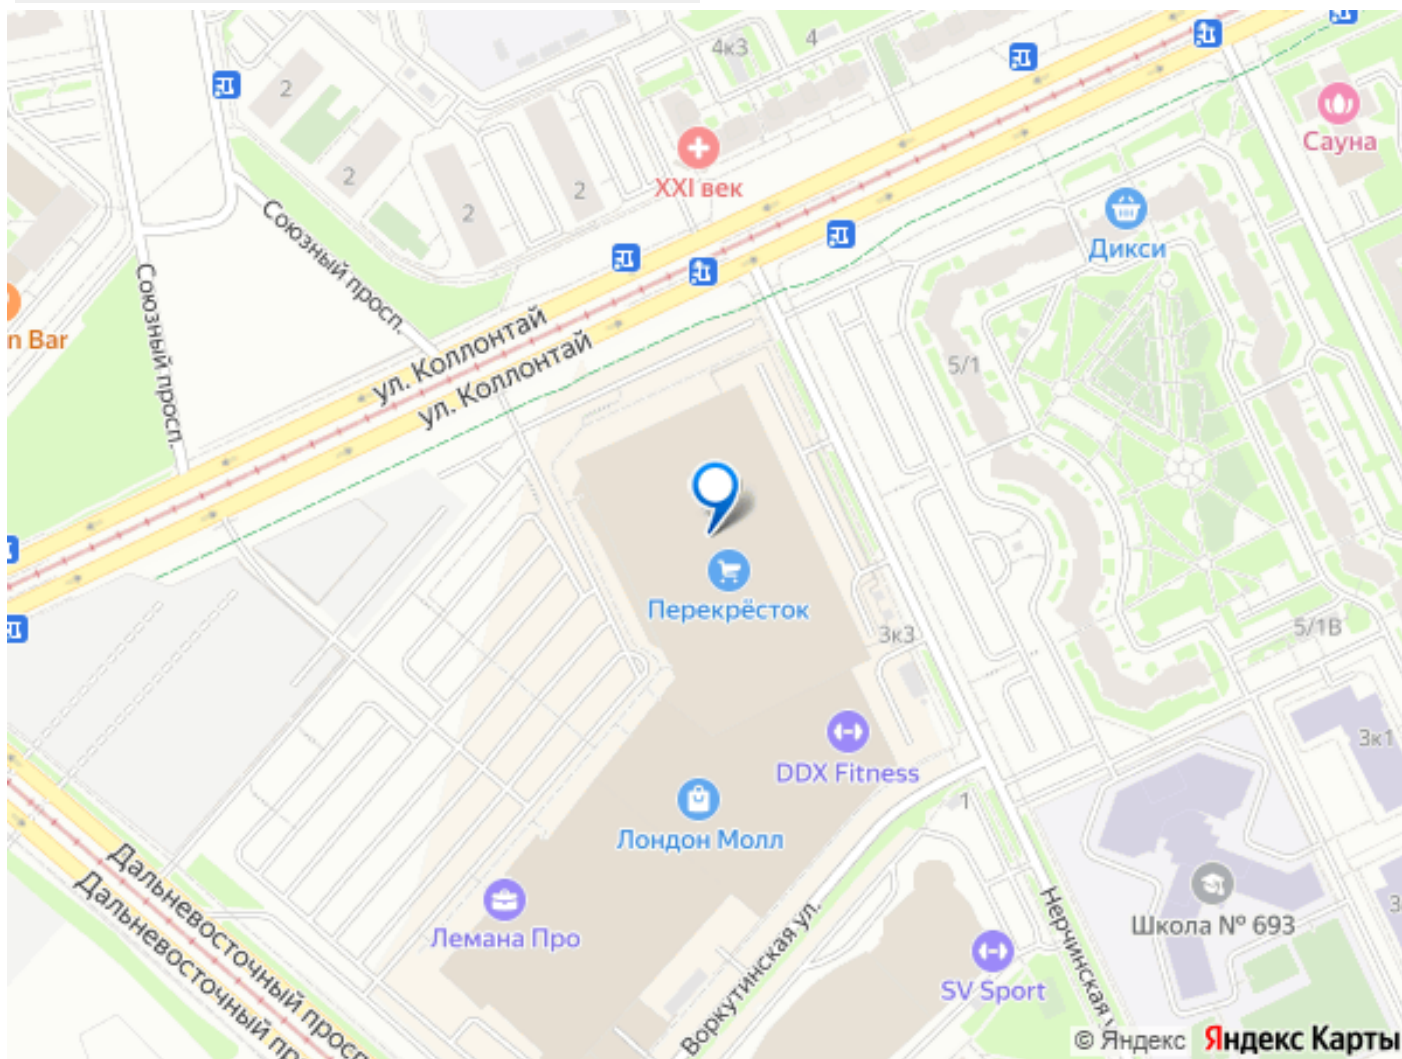 4к3
4
2
XXI век
Сауна
2
2
2
Дикси
Союзный просп.
Союзный просп.
n Bar
ул. Коллонтай
ул. Коллонтай
5/1
Перекрёсток
3к3
5/1В
3к1
DDX Fitness
1
Лондон Молл
Школа № 693
3
Лемана Про
Дальневосточный просп
Дальневосточный пр
Воркутинская ул.
Нерчинская у
SV Sport
© Яндекс Яндекс Карты